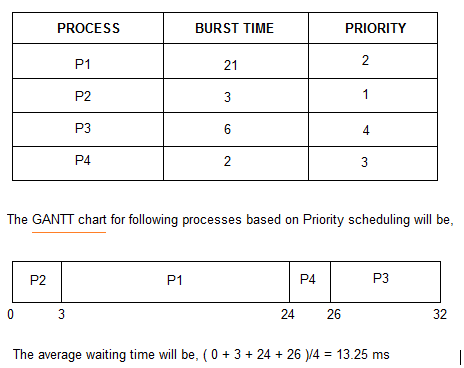 PROCESS BURST TIME PRIORITY
P1 21 2
P2 3 1
P3 6 4
P4 2 3
The GANTT chart for following processes based on Priority scheduling will be,
P2 P1 P4 P3
0 3 24 26 32
The average waiting time will be, ( 0 + 3 + 24 + 26 )/4 = 13.25 ms